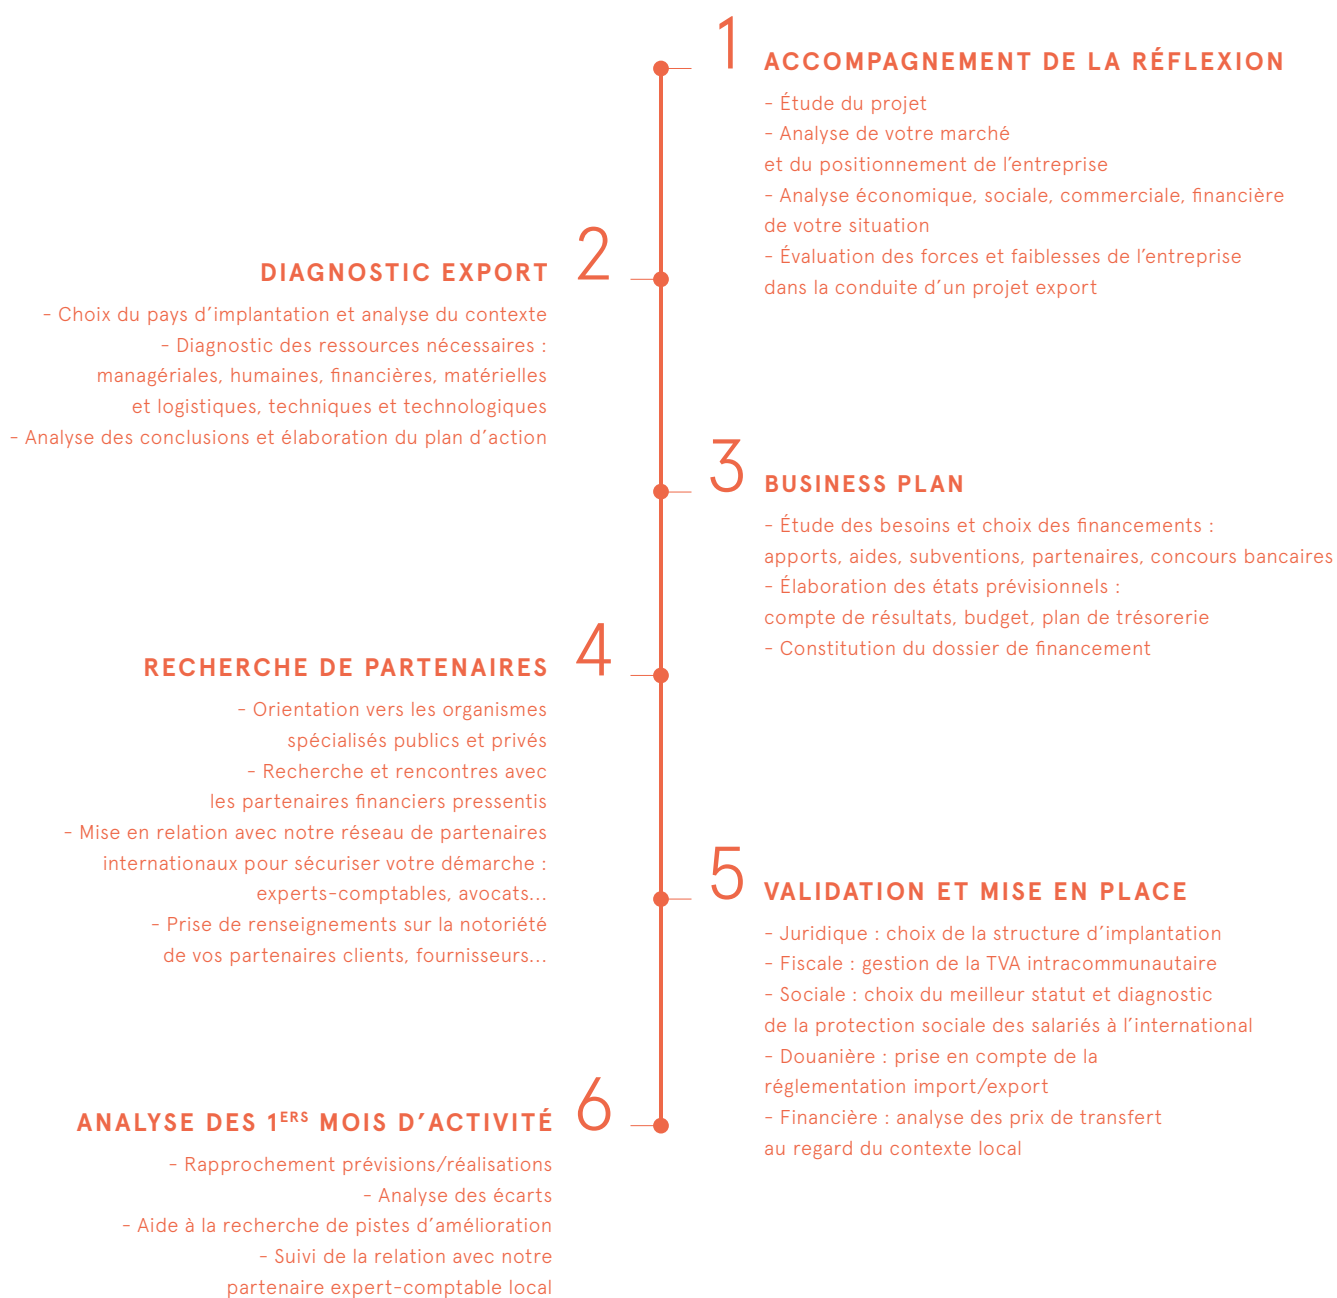 1
ACCOMPAGNEMENT DE LA RÉFLEXION
- Étude du projet
- Analyse de votre marché
et du positionnement de l’entreprise
- Analyse économique, sociale, commerciale, financière
de votre situation
- Évaluation des forces et faiblesses de l’entreprise
dans la conduite d’un projet export
2
DIAGNOSTIC EXPORT
- Choix du pays d’implantation et analyse du contexte
- Diagnostic des ressources nécessaires :
managériales, humaines, financières, matérielles
et logistiques, techniques et technologiques
- Analyse des conclusions et élaboration du plan d’action
3
BUSINESS PLAN
- Étude des besoins et choix des financements :
apports, aides, subventions, partenaires, concours bancaires
- Élaboration des états prévisionnels :
compte de résultats, budget, plan de trésorerie
- Constitution du dossier de financement
4
RECHERCHE DE PARTENAIRES
- Orientation vers les organismes
spécialisés publics et privés
- Recherche et rencontres avec
les partenaires financiers pressentis
- Mise en relation avec notre réseau de partenaires
internationaux pour sécuriser votre démarche :
experts-comptables, avocats...
- Prise de renseignements sur la notoriété
de vos partenaires clients, fournisseurs...
5
VALIDATION ET MISE EN PLACE
- Juridique : choix de la structure d’implantation
- Fiscale : gestion de la TVA intracommunautaire
- Sociale : choix du meilleur statut et diagnostic
de la protection sociale des salariés à l’international
- Douanière : prise en compte de la
réglementation import/export
- Financière : analyse des prix de transfert
au regard du contexte local
6
ANALYSE DES 1ERS MOIS D’ACTIVITÉ
- Rapprochement prévisions/réalisations
- Analyse des écarts
- Aide à la recherche de pistes d’amélioration
- Suivi de la relation avec notre
partenaire expert-comptable local